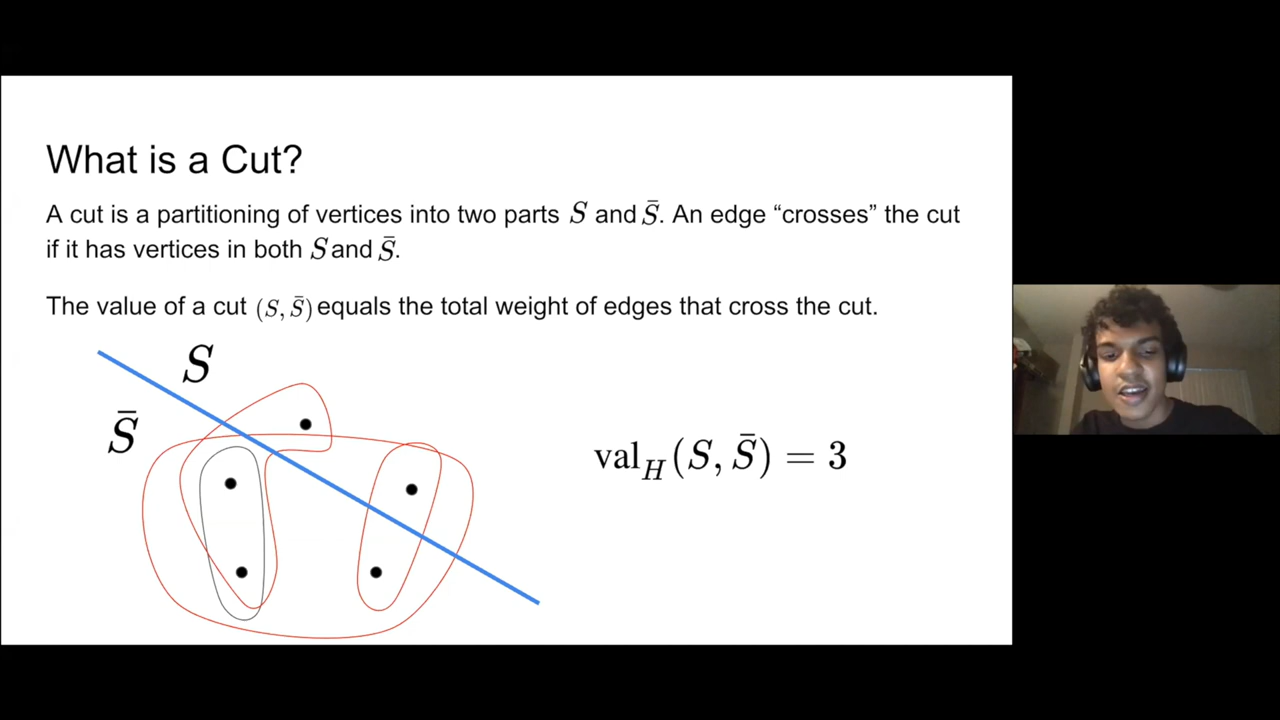 What is a Cut?
A cut is a partitioning of vertices into two parts S and S̄. An edge “crosses” the cut
if it has vertices in both S and S̄.
The value of a cut (S, S̄) equals the total weight of edges that cross the cut.
S
S̄
val_H(S, S̄) = 3